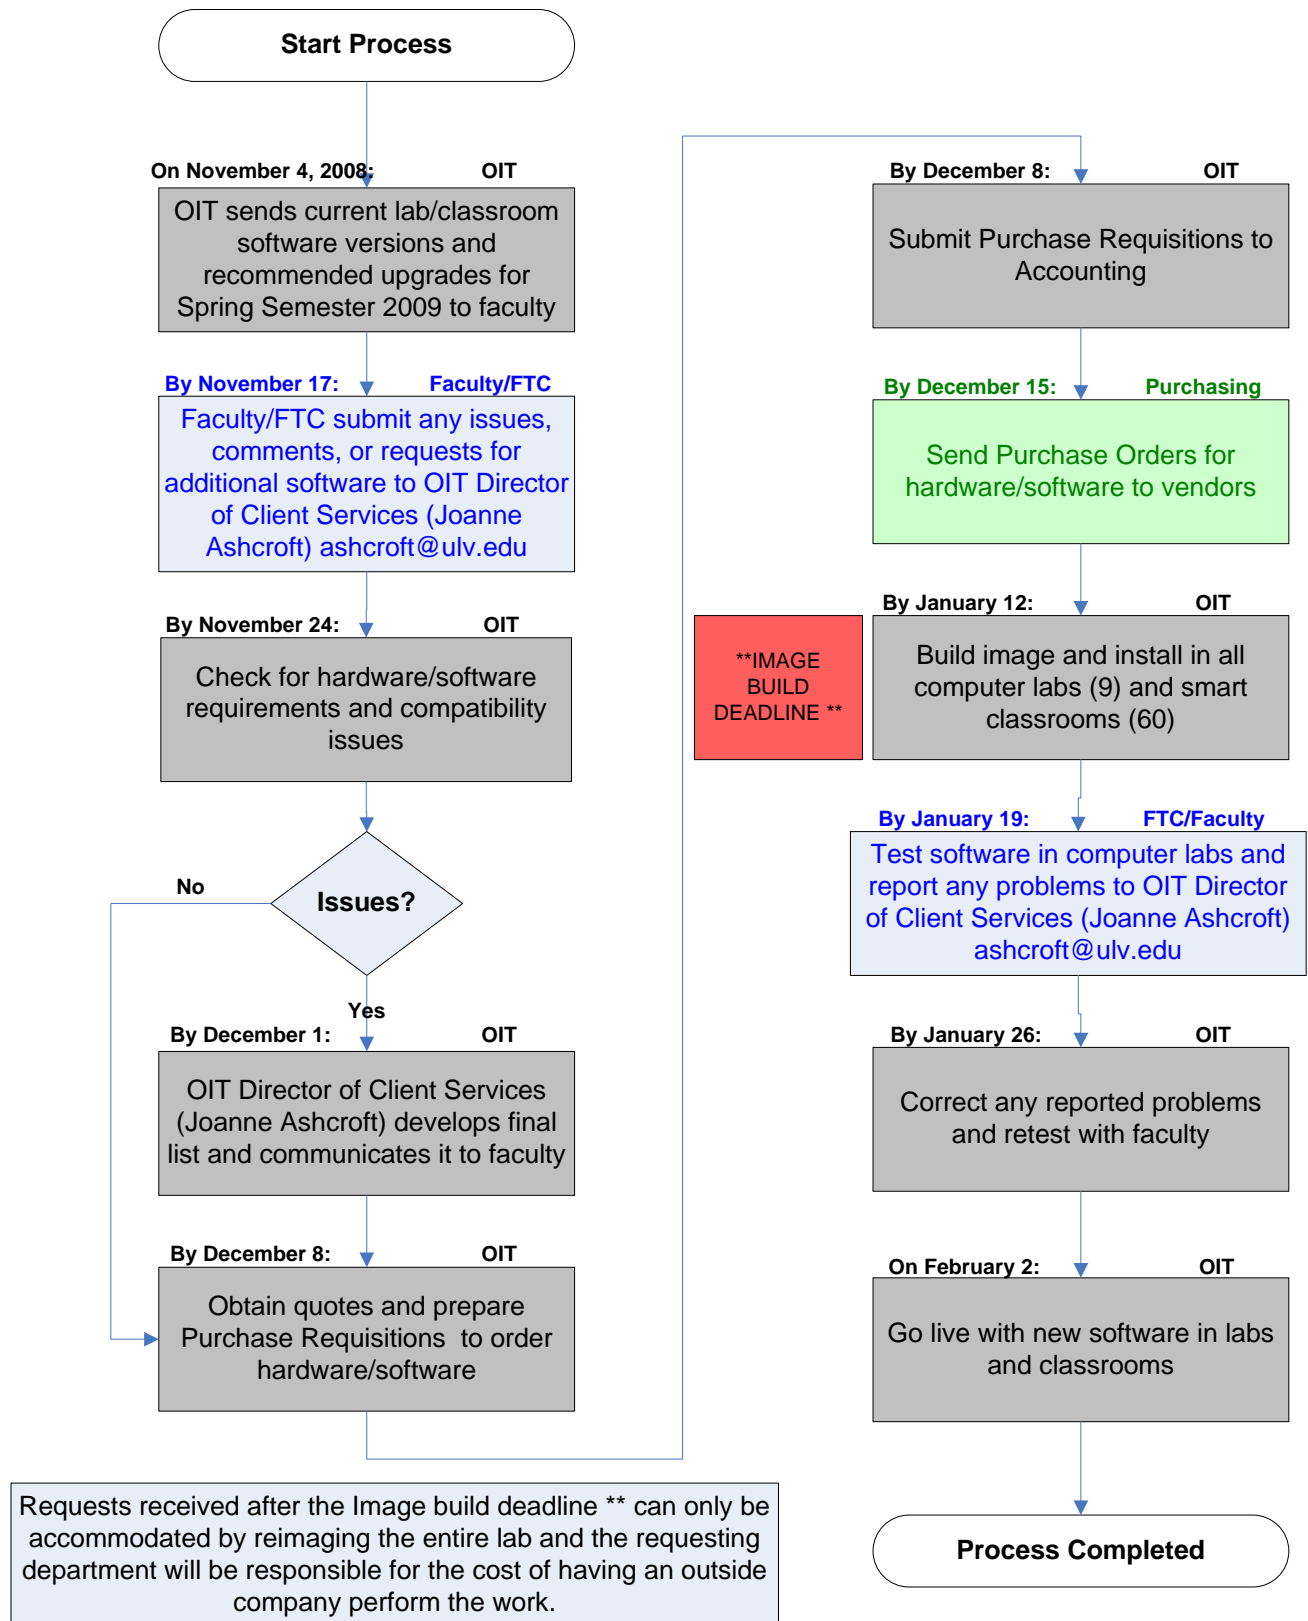 Start Process
On November 4, 2008: OIT
OIT sends current lab/classroom
software versions and
recommended upgrades for
Spring Semester 2009 to faculty
By November 17: Faculty/FTC
Faculty/FTC submit any issues,
comments, or requests for
additional software to OIT Director
of Client Services (Joanne
Ashcroft) ashcroft@ulv.edu
By November 24: OIT
Check for hardware/software
requirements and compatibility
issues
Issues?
No
Yes
By December 1: OIT
OIT Director of Client Services
(Joanne Ashcroft) develops final
list and communicates it to faculty
By December 8: OIT
Obtain quotes and prepare
Purchase Requisitions to order
hardware/software
Requests received after the Image build deadline ** can only be
accommodated by reimaging the entire lab and the requesting
department will be responsible for the cost of having an outside
company perform the work.
By December 8: OIT
Submit Purchase Requisitions to
Accounting
By December 15: Purchasing
Send Purchase Orders for
hardware/software to vendors
By January 12: OIT
**IMAGE
BUILD
DEADLINE **
Build image and install in all
computer labs (9) and smart
classrooms (60)
By January 19: FTC/Faculty
Test software in computer labs and
report any problems to OIT Director
of Client Services (Joanne Ashcroft)
ashcroft@ulv.edu
By January 26: OIT
Correct any reported problems
and retest with faculty
On February 2: OIT
Go live with new software in labs
and classrooms
Process Completed